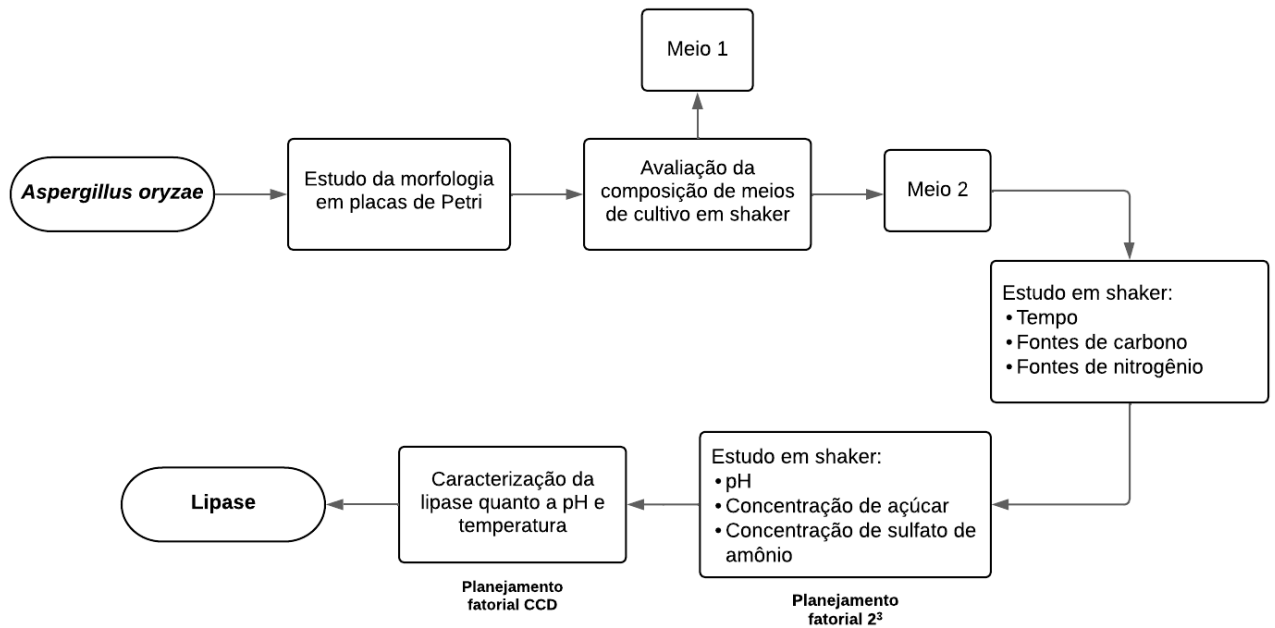 Meio 1
Aspergillus oryzae
Estudo da morfologia
em placas de Petri
Avaliação da
composição de meios
de cultivo em shaker
Meio 2
Estudo em shaker:
• Tempo
• Fontes de carbono
• Fontes de nitrogênio
Estudo em shaker:
• pH
• Concentração de açúcar
• Concentração de sulfato de
amônio
Planejamento
fatorial 2³
Caracterização da
lipase quanto a pH e
temperatura
Planejamento
fatorial CCD
Lipase